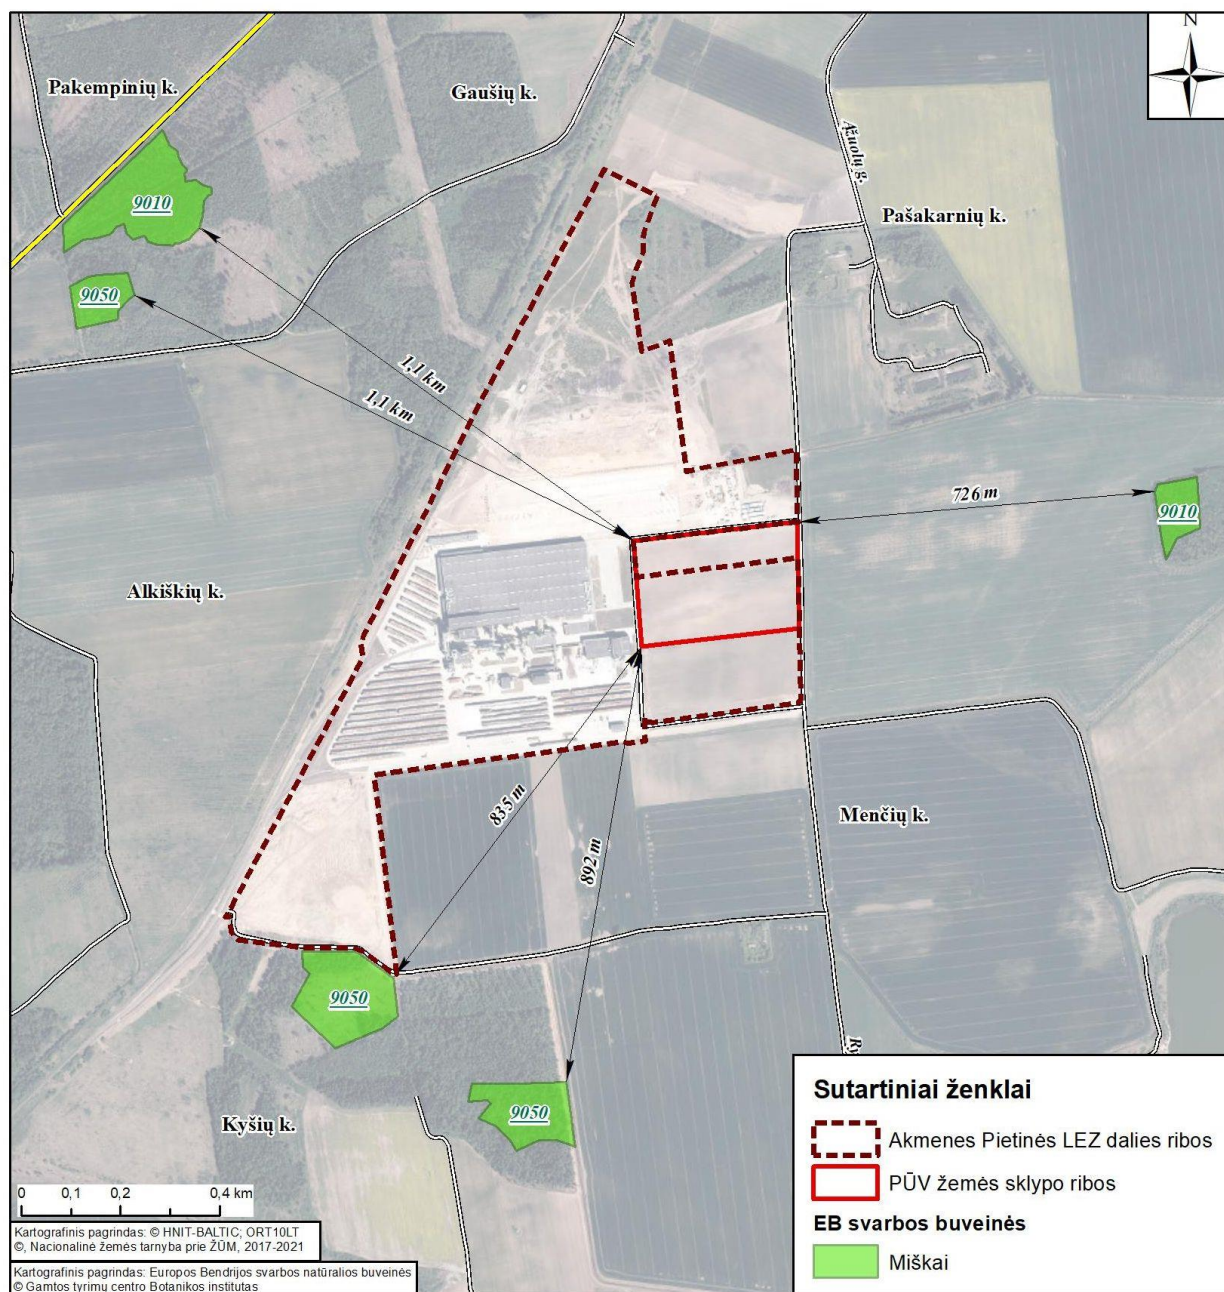 N
Pakempinių k.
Gaušių k.
Ąžuolų g.
Pašakarnių k.
9010
9050
1,1 km
1,1 km
726 m
9010
Alkiškių k.
835 m
892 m
Menčių k.
9050
9050
Kyšių k.
0 0,1 0,2 0,4 km
Kartografinis pagrindas: © HNIT-BALTIC; ORT10LT
©, Nacionalinė žemės tarnyba prie ŽŪM, 2017-2021
Kartografinis pagrindas: Europos Bendrijos svarbos natūralios buveinės
© Gamtos tyrimų centro Botanikos institutas
Sutartiniai ženklai
Akmenes Pietinės LEZ dalies ribos
PŪV žemės sklypo ribos
EB svarbos buveinės
Miškai